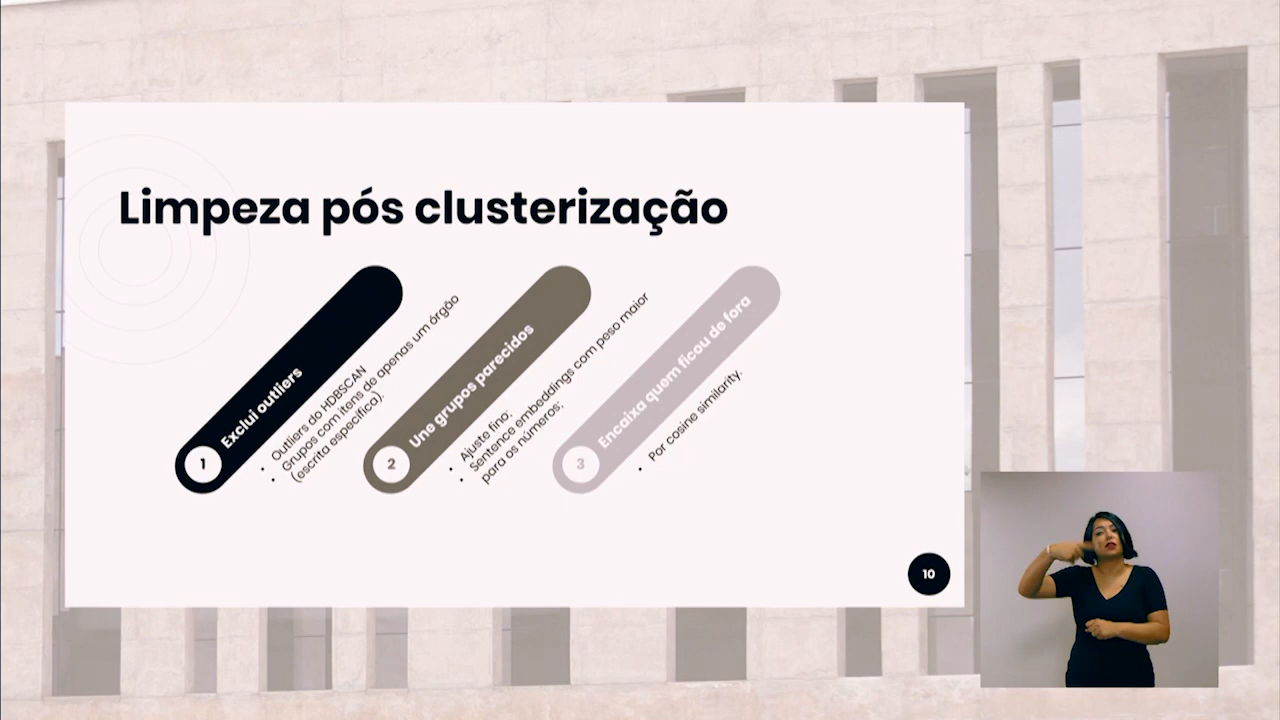 Limpeza pós clusterização
1
Exclui outliers
• Outliers do HDBSCAN
• Grupos com itens de apenas um órgão
(escrita específica).
2
Une grupos parecidos
• Ajuste fino:
• Sentence embeddings com peso maior
para os números;
3
Encaixa quem ficou de fora
• Por cosine similarity.
10